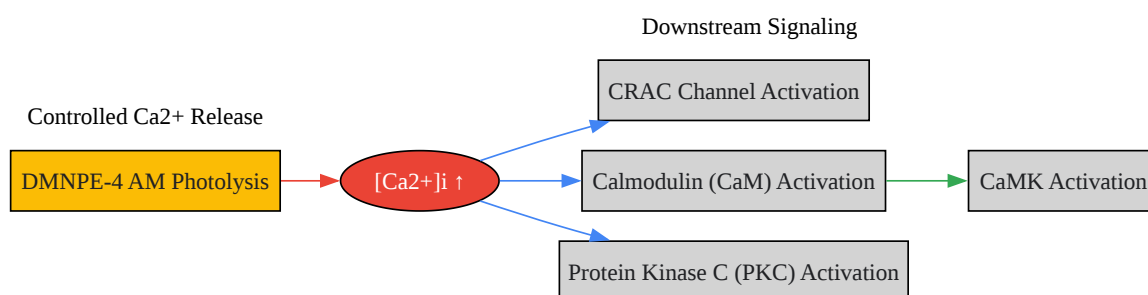 Downstream Signaling
CRAC Channel Activation
Controlled Ca2+ Release
DMNPE-4 AM Photolysis
[Ca2+]i ↑
Calmodulin (CaM) Activation
CaMK Activation
Protein Kinase C (PKC) Activation